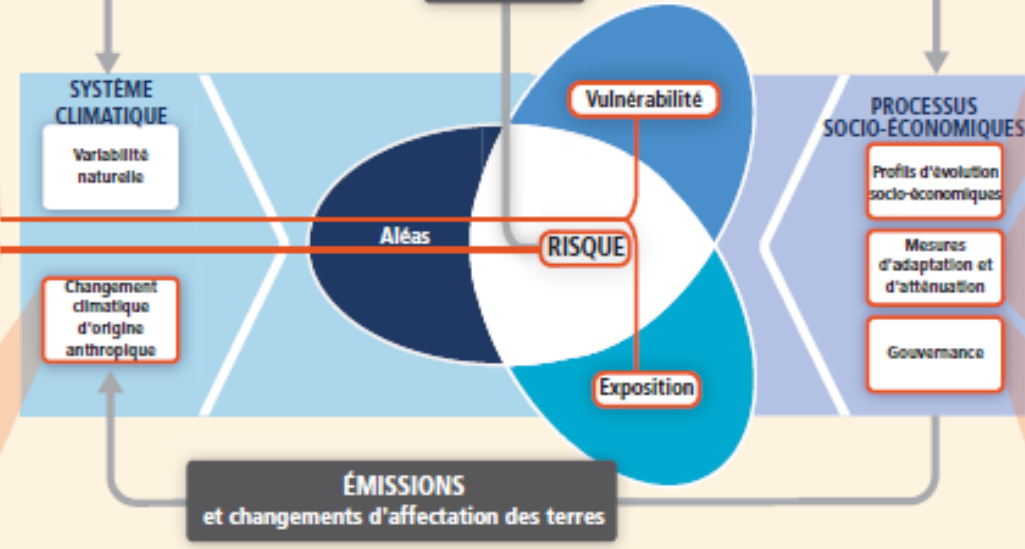 SYSTÈME
CLIMATIQUE
Variabilité
naturelle
Changement
climatique
d'origine
anthropique
Aléas
Vulnérabilité
RISQUE
Exposition
PROCESSUS
SOCIO-ÉCONOMIQUES
Profils d'évolution
socio-économiques
Mesures
d'adaptation et
d'atténuation
Gouvernance
ÉMISSIONS
et changements d'affectation des terres